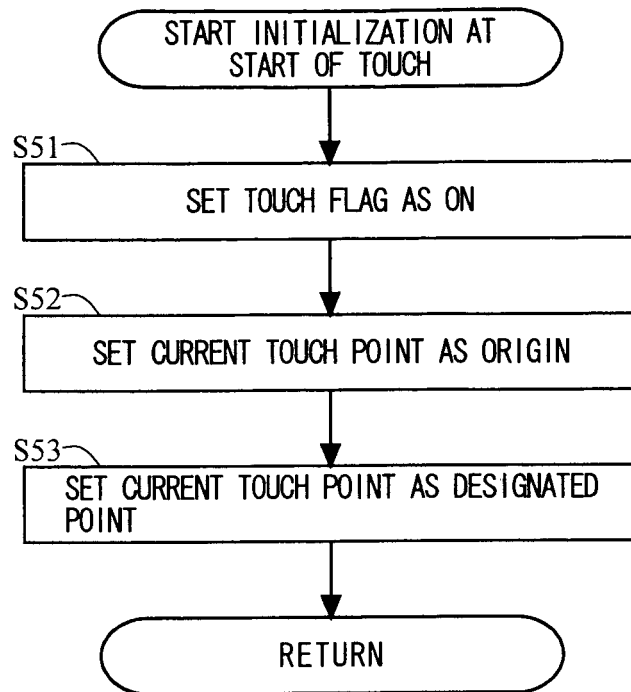 START INITIALIZATION AT
START OF TOUCH
S51
SET TOUCH FLAG AS ON
S52
SET CURRENT TOUCH POINT AS ORIGIN
S53
SET CURRENT TOUCH POINT AS DESIGNATED
POINT
RETURN